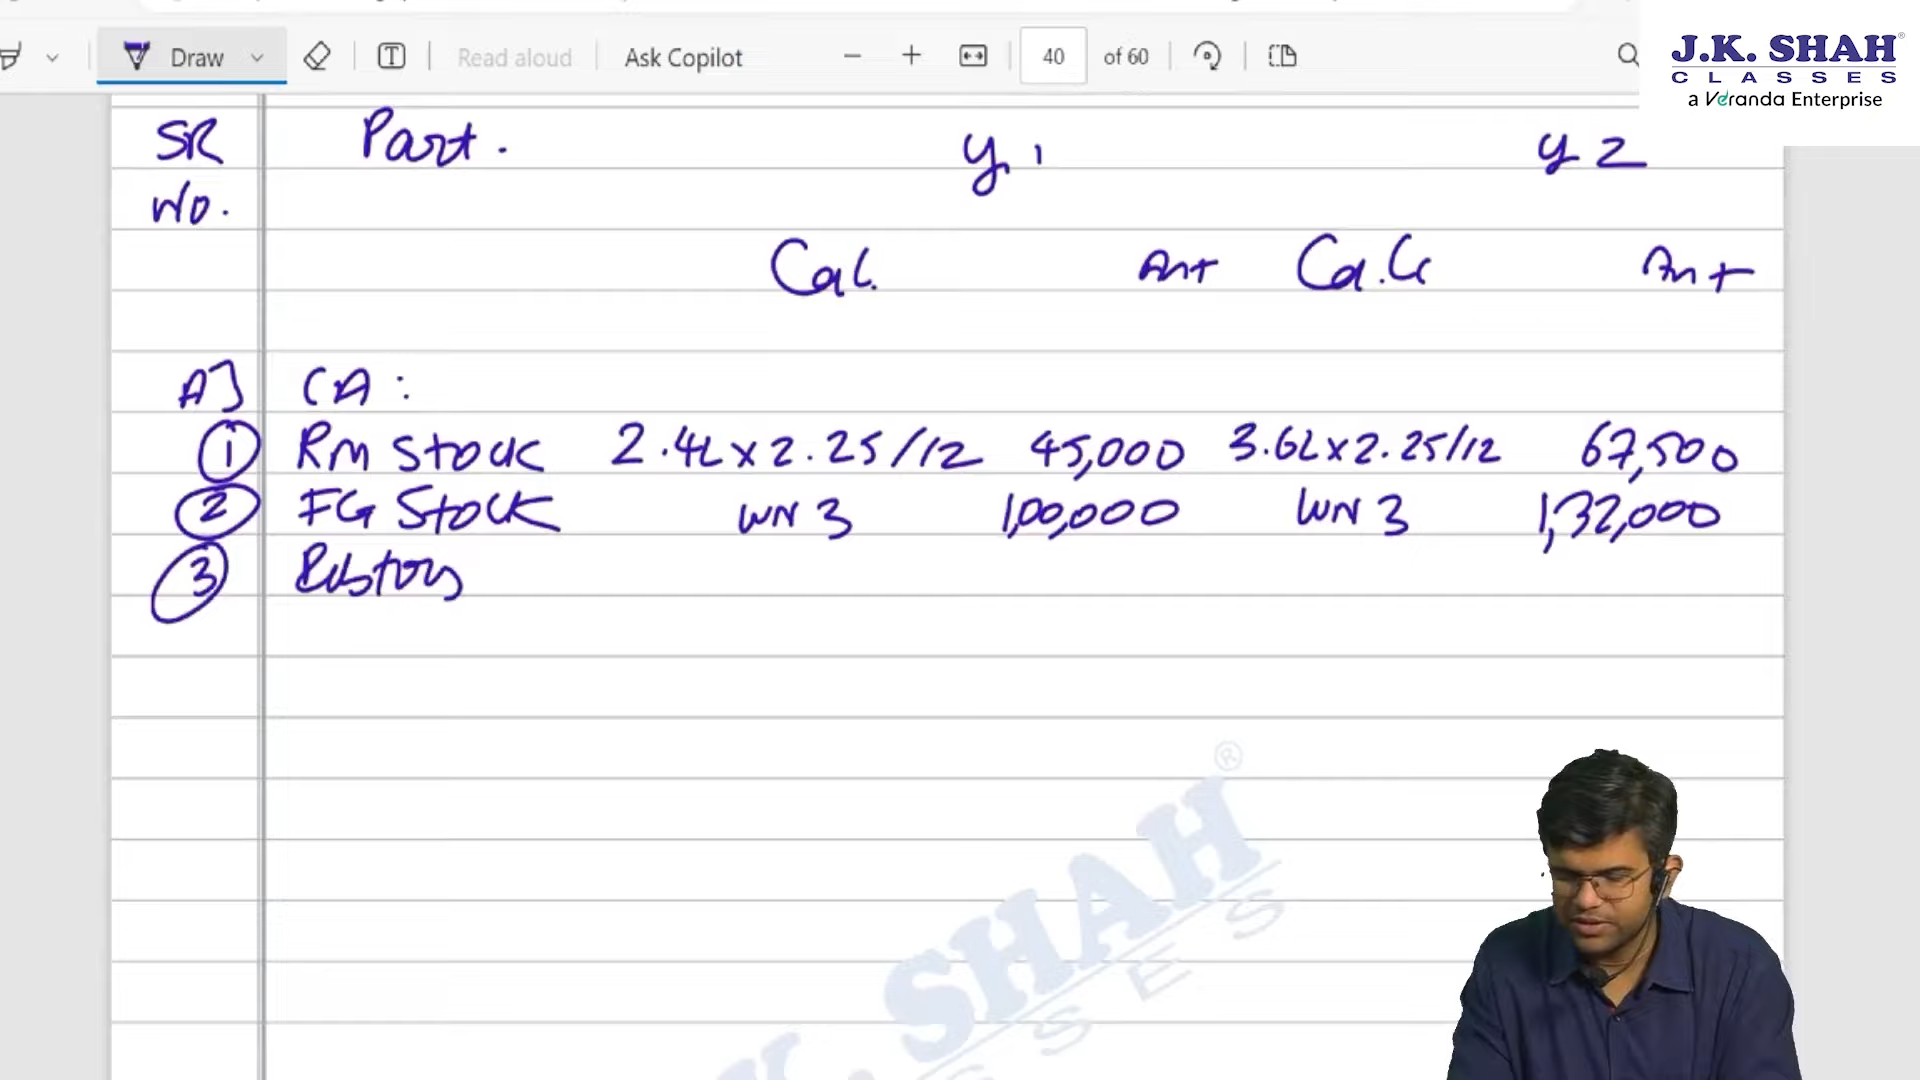 Draw
Read aloud
Ask Copilot
40 of 60
J.K. SHAH®
CLASSES
a Veranda Enterprise
SR No.
Part.
Y1
Y2
Cal.
Amt
Amt
A] CA:
① RM Stock 2.4L x 2.25/12 45,000 3.6L x 2.25/12 67,500
② FG Stock WN 3 1,00,000 WN 3 1,32,000
③ Debtors
SHAH®